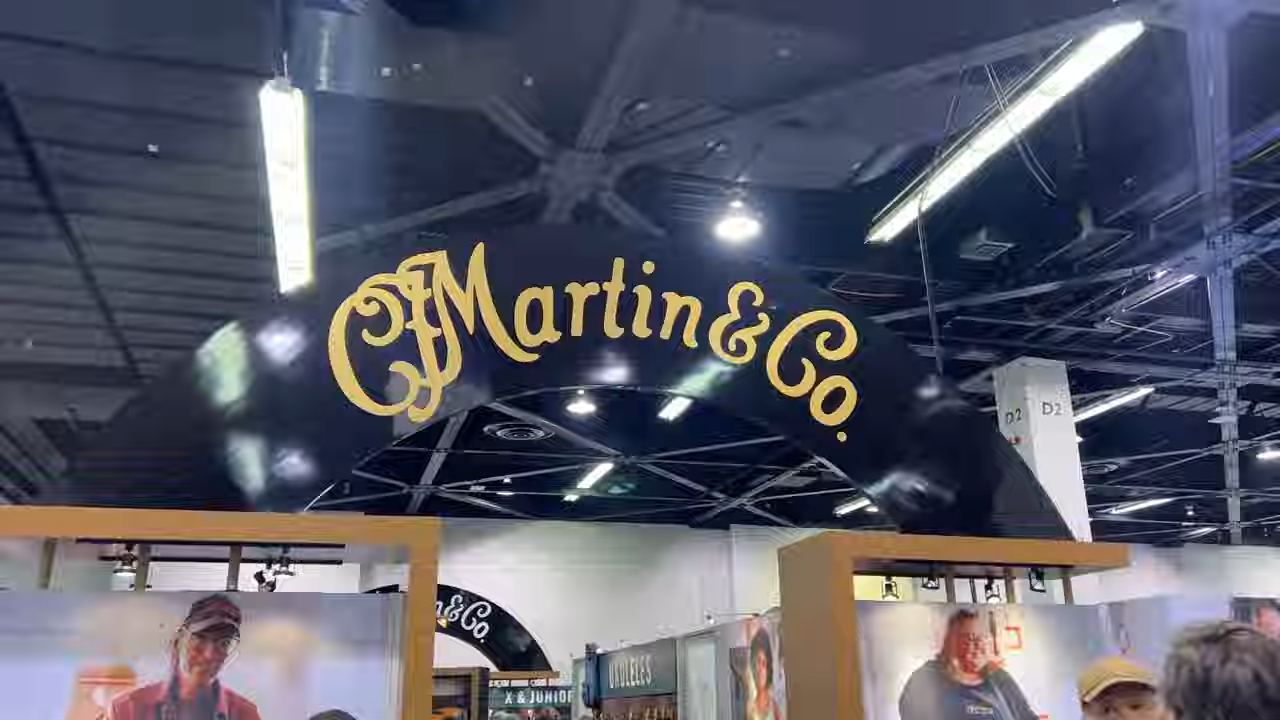 CFMartin & Co.
D2 D2
n & Co.
X & JUNIOR
UKULELES